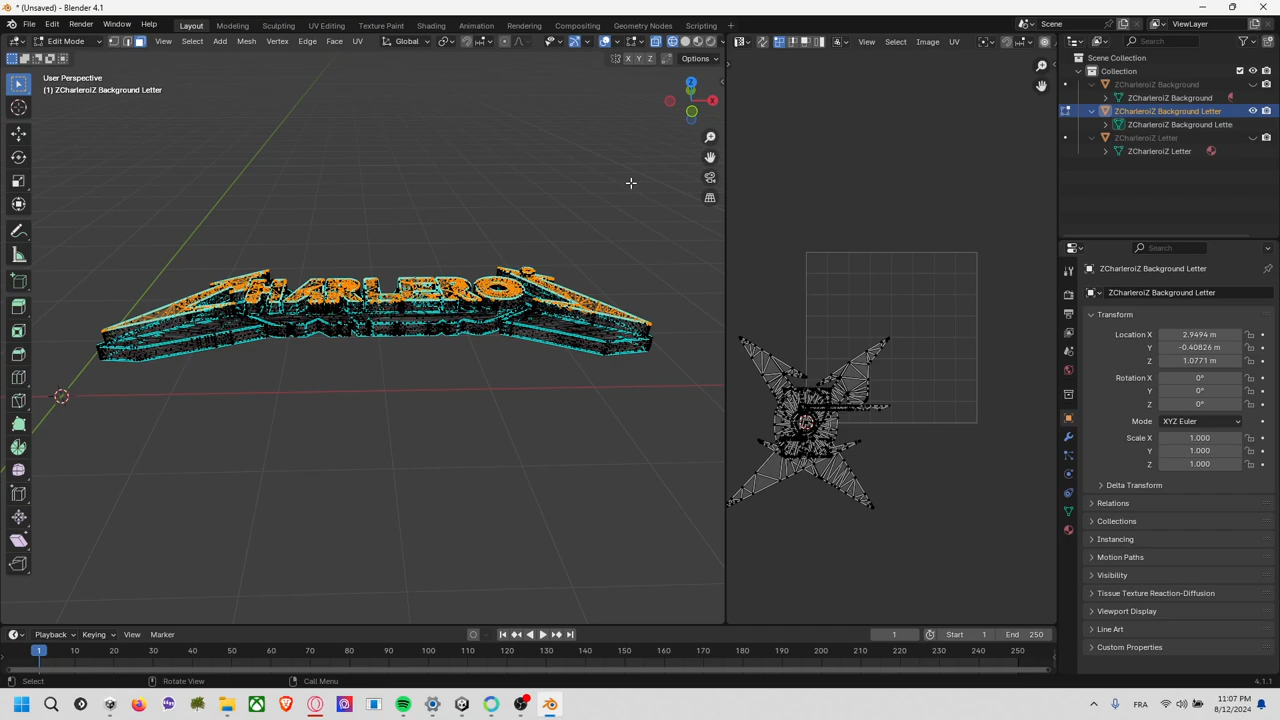 * (Unsaved) - Blender 4.1
File Edit Render Window Help Layout Modeling Sculpting UV Editing Texture Paint Shading Animation Rendering Compositing Geometry Nodes Scripting + Scene ViewLayer
Edit Mode View Select Add Mesh Vertex Edge Face UV Global View Select Image UV Search
X Y Z Options Scene Collection
User Perspective Collection
(1) ZCharleroiZ Background Letter
ZCharleroiZ Background
ZCharleroiZ Background
ZCharleroiZ Background Letter
ZCharleroiZ Background Lette
ZCharleroiZ Letter
ZCharleroiZ Letter
Z
X
Search
ZCharleroiZ Background Letter
ZCharleroiZ Background Letter
CHARLEROI
Transform
Location X 2.9494 m
Y -0.40826 m
Z 1.0771 m
Rotation X 0°
Y 0°
Z 0°
Mode XYZ Euler
Scale X 1.000
Y 1.000
Z 1.000
Delta Transform
Relations
Collections
Instancing
Motion Paths
Visibility
Tissue Texture Reaction-Diffusion
Viewport Display
Line Art
Custom Properties
Playback Keying View Marker 1 Start 1 End 250
1 10 20 30 40 50 60 70 80 90 100 110 120 130 140 150 160 170 180 190 200 210 220 230 240 250
Select Rotate View Call Menu 4.1.1
FRA 11:07 PM
8/12/2024